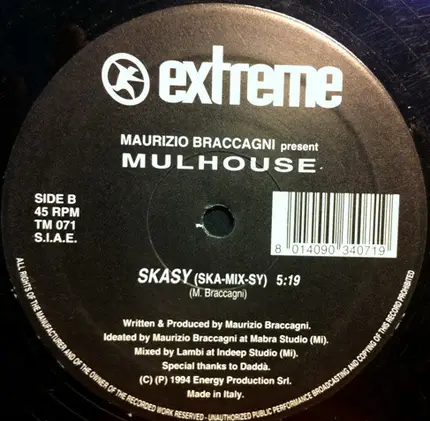 extreme
MAURIZIO BRACCAGNI present
MULHOUSE
SIDE B
45 RPM
TM 071
S.I.A.E.
8 014090 340719
SKASY (SKA-MIX-SY) 5:19
(M. Braccagni)
Written & Produced by Maurizio Braccagni.
Ideated by Maurizio Braccagni at Mabra Studio (Mi).
Mixed by Lambi at Indeep Studio (Mi).
Special thanks to Daddà.
(C) (P) 1994 Energy Production Srl.
Made in Italy.
ALL RIGHTS OF THE MANUFACTURER AND OF THE OWNER OF THE RECORDED WORK RESERVED - UNAUTHORIZED PUBLIC PERFORMANCE BROADCASTING AND COPYING OF THIS RECORD PROHIBITED